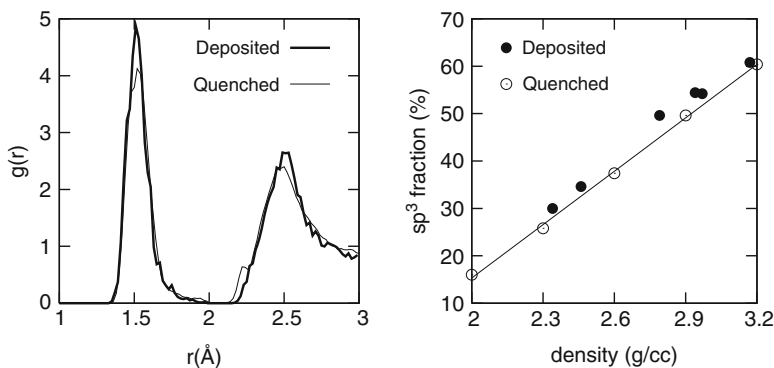 5
4
3
2
1
0
g(r)
Deposited
Quenched
1
1.5
2
2.5
3
r(Å)
70
60
50
40
30
20
10
sp³ fraction (%)
Deposited
Quenched
2
2.3
2.6
2.9
3.2
density (g/cc)